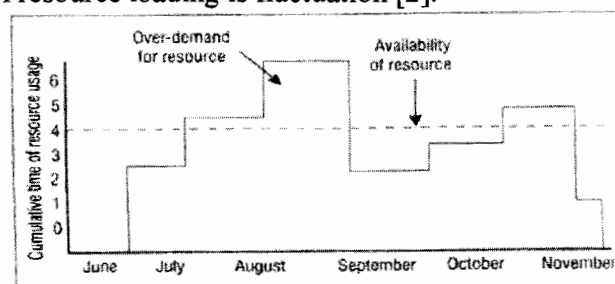 resource loading is fluctuation [2].
Over-demand
for resource
Availability
of resource
Cumulative time of resource usage
6
5
4
3
2
1
0
June July August September October November